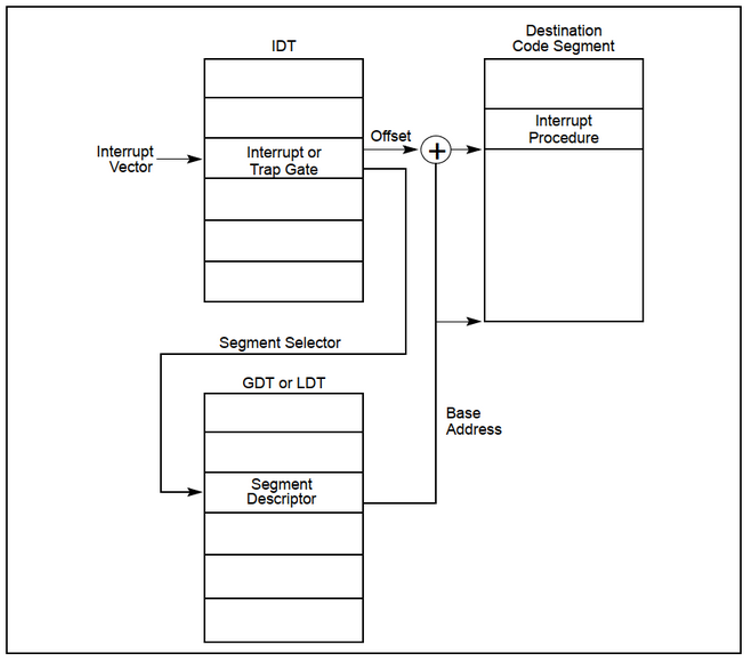 IDT
Destination
Code Segment
Interrupt
Vector
Interrupt or
Trap Gate
Offset
+
Interrupt
Procedure
Segment Selector
GDT or LDT
Base
Address
Segment
Descriptor